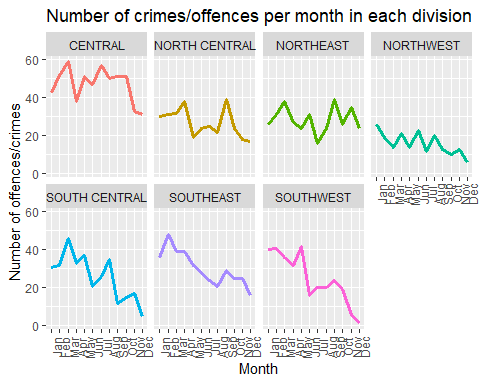 Number of crimes/offences per month in each division
CENTRAL
NORTH CENTRAL
NORTHEAST
NORTHWEST
60
40
20
0
Jan
Feb
Mar
Apr
May
Jun
Jul
Aug
Sep
Oct
Nov
Dec
SOUTH CENTRAL
SOUTHEAST
SOUTHWEST
60
40
20
0
Jan
Feb
Mar
Apr
May
Jun
Jul
Aug
Sep
Oct
Nov
Dec
Jan
Feb
Mar
Apr
May
Jun
Jul
Aug
Sep
Oct
Nov
Dec
Jan
Feb
Mar
Apr
May
Jun
Jul
Aug
Sep
Oct
Nov
Dec
Number of offences/crimes
Month